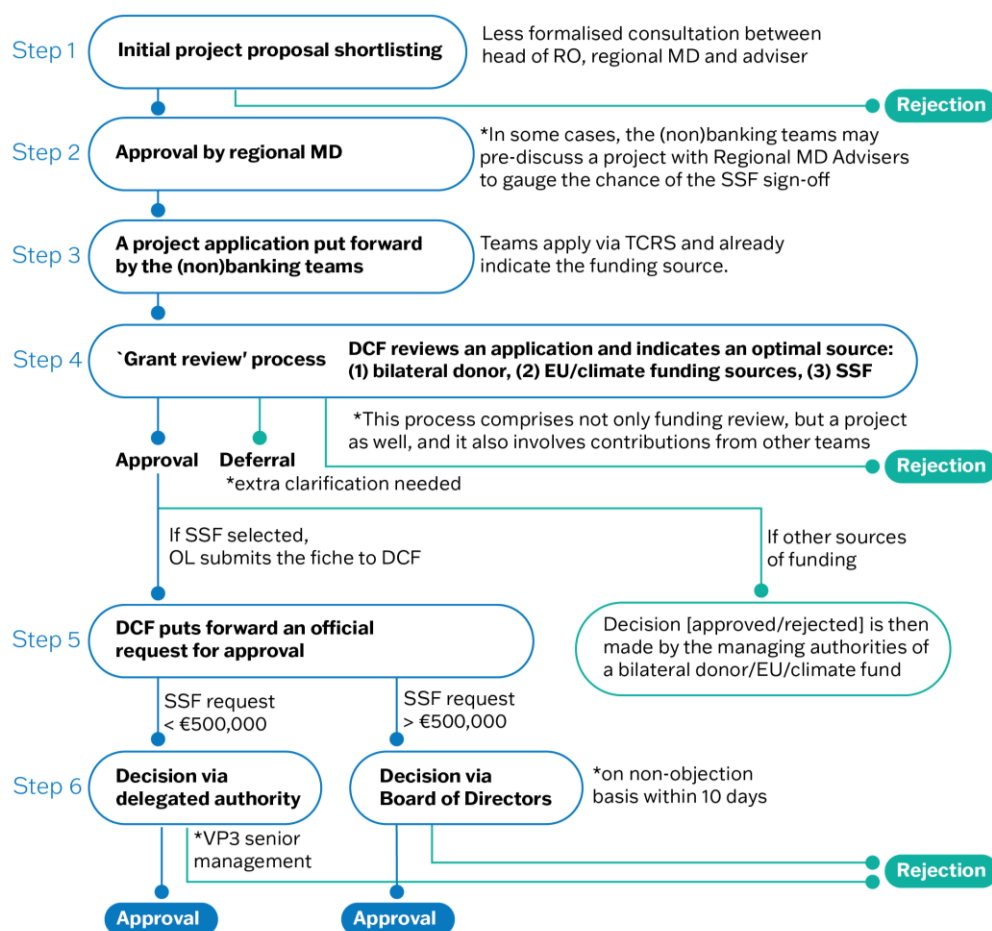 Step 1
Initial project proposal shortlisting
Less formalised consultation between
head of RO, regional MD and adviser
Rejection
Step 2
Approval by regional MD
*In some cases, the (non)banking teams may
pre-discuss a project with Regional MD Advisers
to gauge the chance of the SSF sign-off
Step 3
A project application put forward
by the (non)banking teams
Teams apply via TCRS and already
indicate the funding source.
Step 4
`Grant review' process
DCF reviews an application and indicates an optimal source:
(1) bilateral donor, (2) EU/climate funding sources, (3) SSF
*This process comprises not only funding review, but a project
as well, and it also involves contributions from other teams
Approval
Deferral
*extra clarification needed
Rejection
If SSF selected,
OL submits the fiche to DCF
If other sources
of funding
Step 5
DCF puts forward an official
request for approval
Decision [approved/rejected] is then
made by the managing authorities of
a bilateral donor/EU/climate fund
SSF request
< €500,000
SSF request
> €500,000
Step 6
Decision via
delegated authority
Decision via
Board of Directors
*on non-objection
basis within 10 days
*VP3 senior
management
Rejection
Approval
Approval